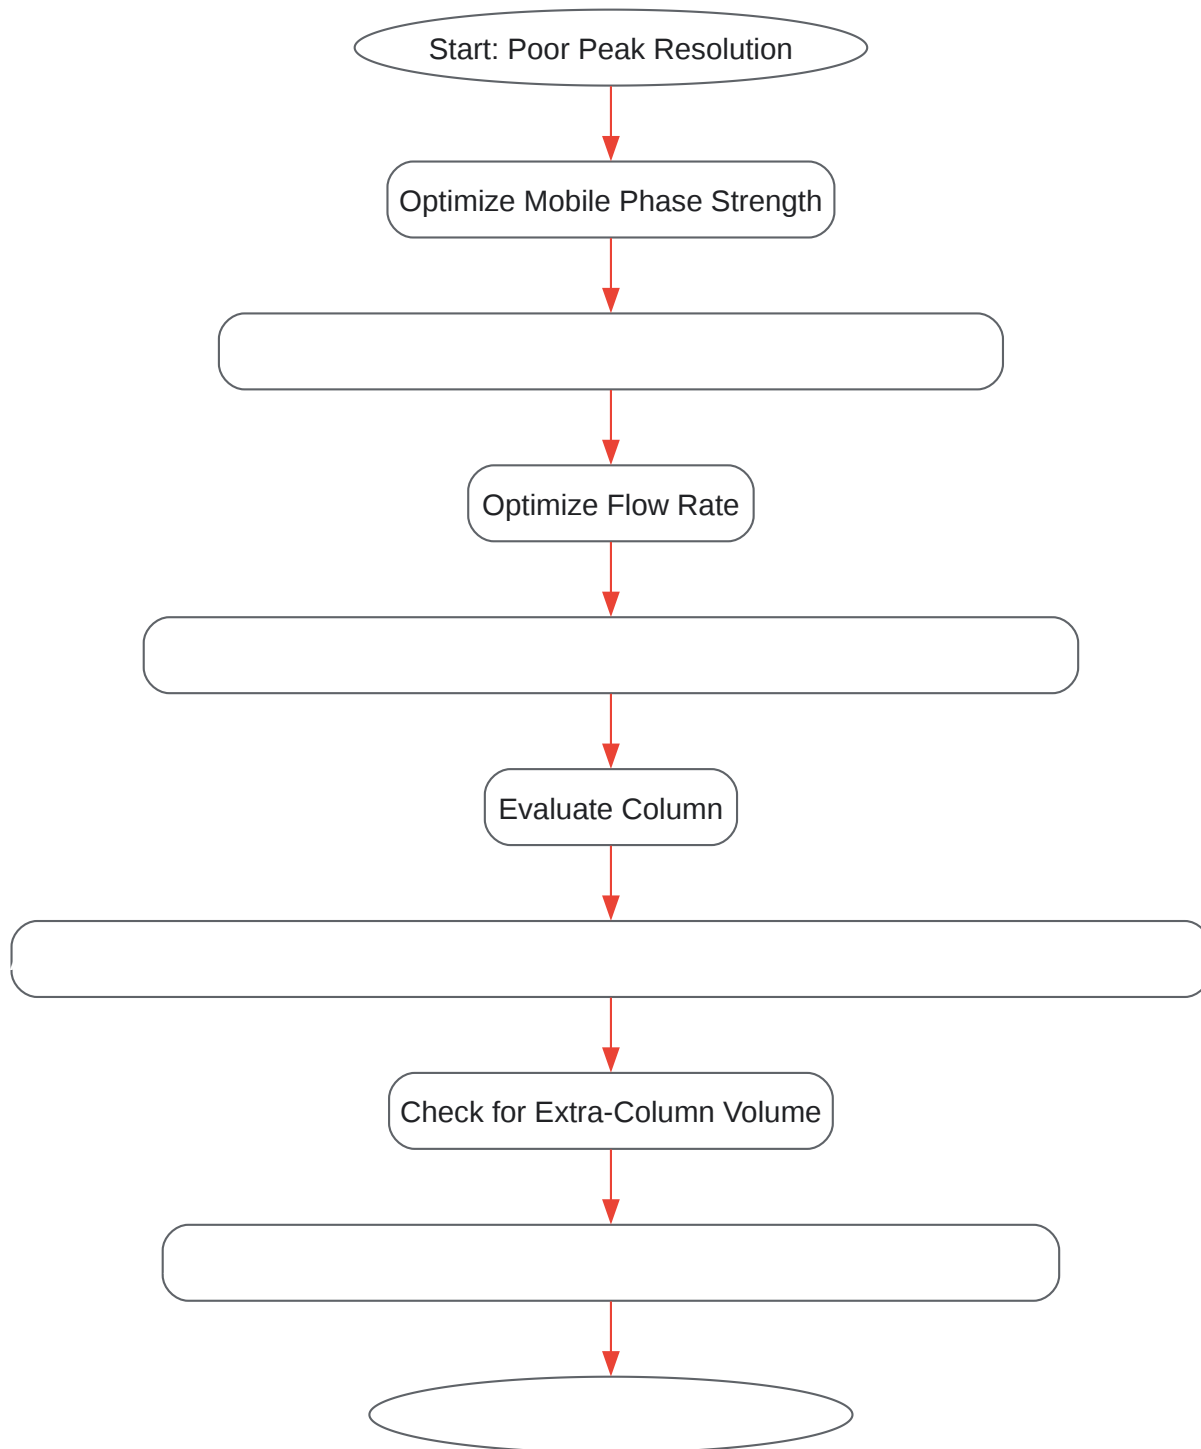 Start: Poor Peak Resolution
Optimize Mobile Phase Strength
Optimize Flow Rate
Evaluate Column
Check for Extra-Column Volume